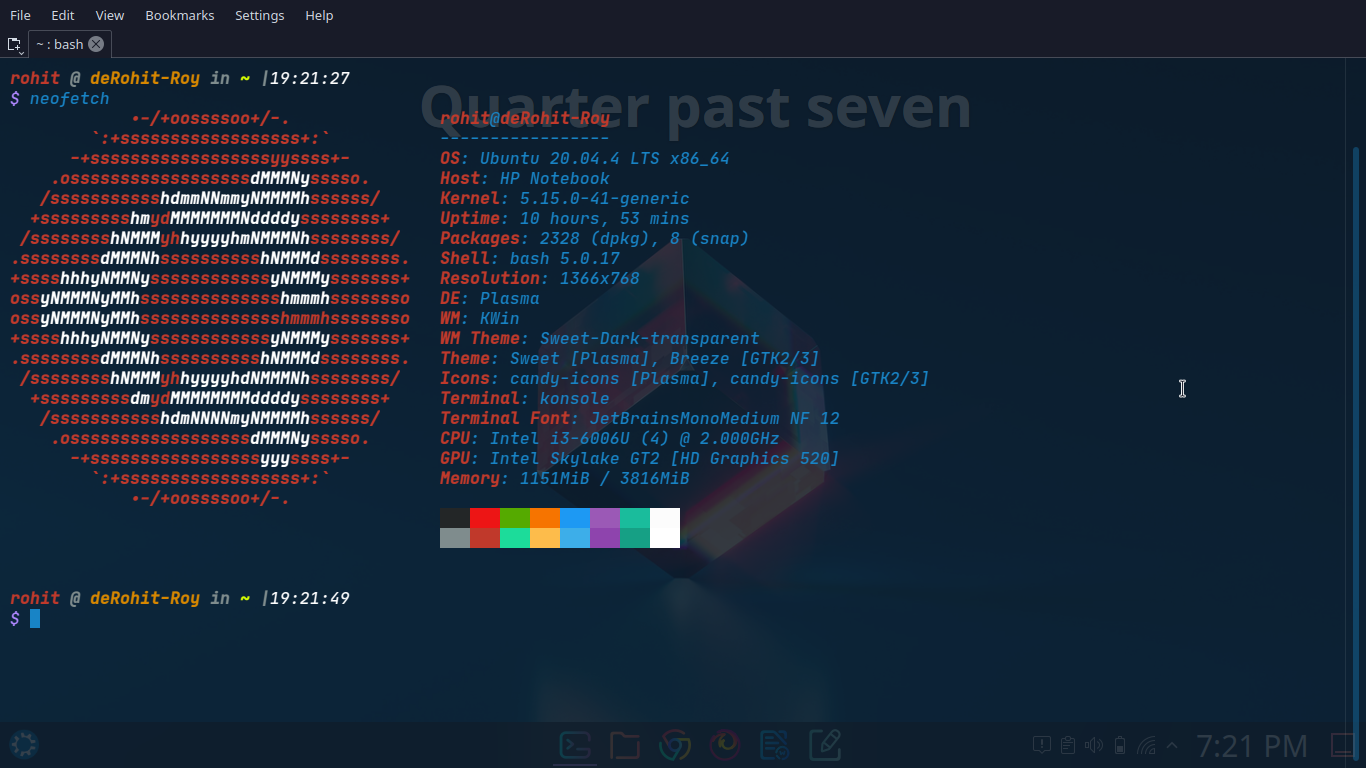 File Edit View Bookmarks Settings Help
~ : bash
rohit @ deRohit-Roy in ~ |19:21:27
$ neofetch
Quarter past seven
•-/+oossssoo+/-. rohit@deRohit-Roy
`:+ssssssssssssssssss+:` -----------------
-+ssssssssssssssssssyyssss+- OS: Ubuntu 20.04.4 LTS x86_64
.ossssssssssssssssssdMMMNysssso. Host: HP Notebook
/ssssssssssshdmmNNmmyNMMMMhssssss/ Kernel: 5.15.0-41-generic
+ssssssssshmydMMMMMMMNddddyssssssss+ Uptime: 10 hours, 53 mins
/sssssssshNMMMyhhyyyyhmNMMMNhssssssss/ Packages: 2328 (dpkg), 8 (snap)
.ssssssssdMMMNhsssssssssshNMMMdssssssss. Shell: bash 5.0.17
+sssshhhyNMMNyssssssssssssyNMMMysssssss+ Resolution: 1366x768
ossyNMMMNyMMhsssssssssssssshmmmhssssssso DE: Plasma
ossyNMMMNyMMhsssssssssssssshmmmhssssssso WM: KWin
+sssshhhyNMMNyssssssssssssyNMMMysssssss+ WM Theme: Sweet-Dark-transparent
.ssssssssdMMMNhsssssssssshNMMMdssssssss. Theme: Sweet [Plasma], Breeze [GTK2/3]
/sssssssshNMMMyhhyyyyhdNMMMNhssssssss/ Icons: candy-icons [Plasma], candy-icons [GTK2/3]
+sssssssssdmydMMMMMMMMddddyssssssss+ Terminal: konsole
/ssssssssssshdmNNNNmyNMMMMhssssss/ Terminal Font: JetBrainsMonoMedium NF 12
.ossssssssssssssssssdMMMNysssso. CPU: Intel i3-6006U (4) @ 2.000GHz
-+sssssssssssssssssyyyssss+- GPU: Intel Skylake GT2 [HD Graphics 520]
`:+ssssssssssssssssss+:` Memory: 1151MiB / 3816MiB
•-/+oossssoo+/-.
rohit @ deRohit-Roy in ~ |19:21:49
$
7:21 PM